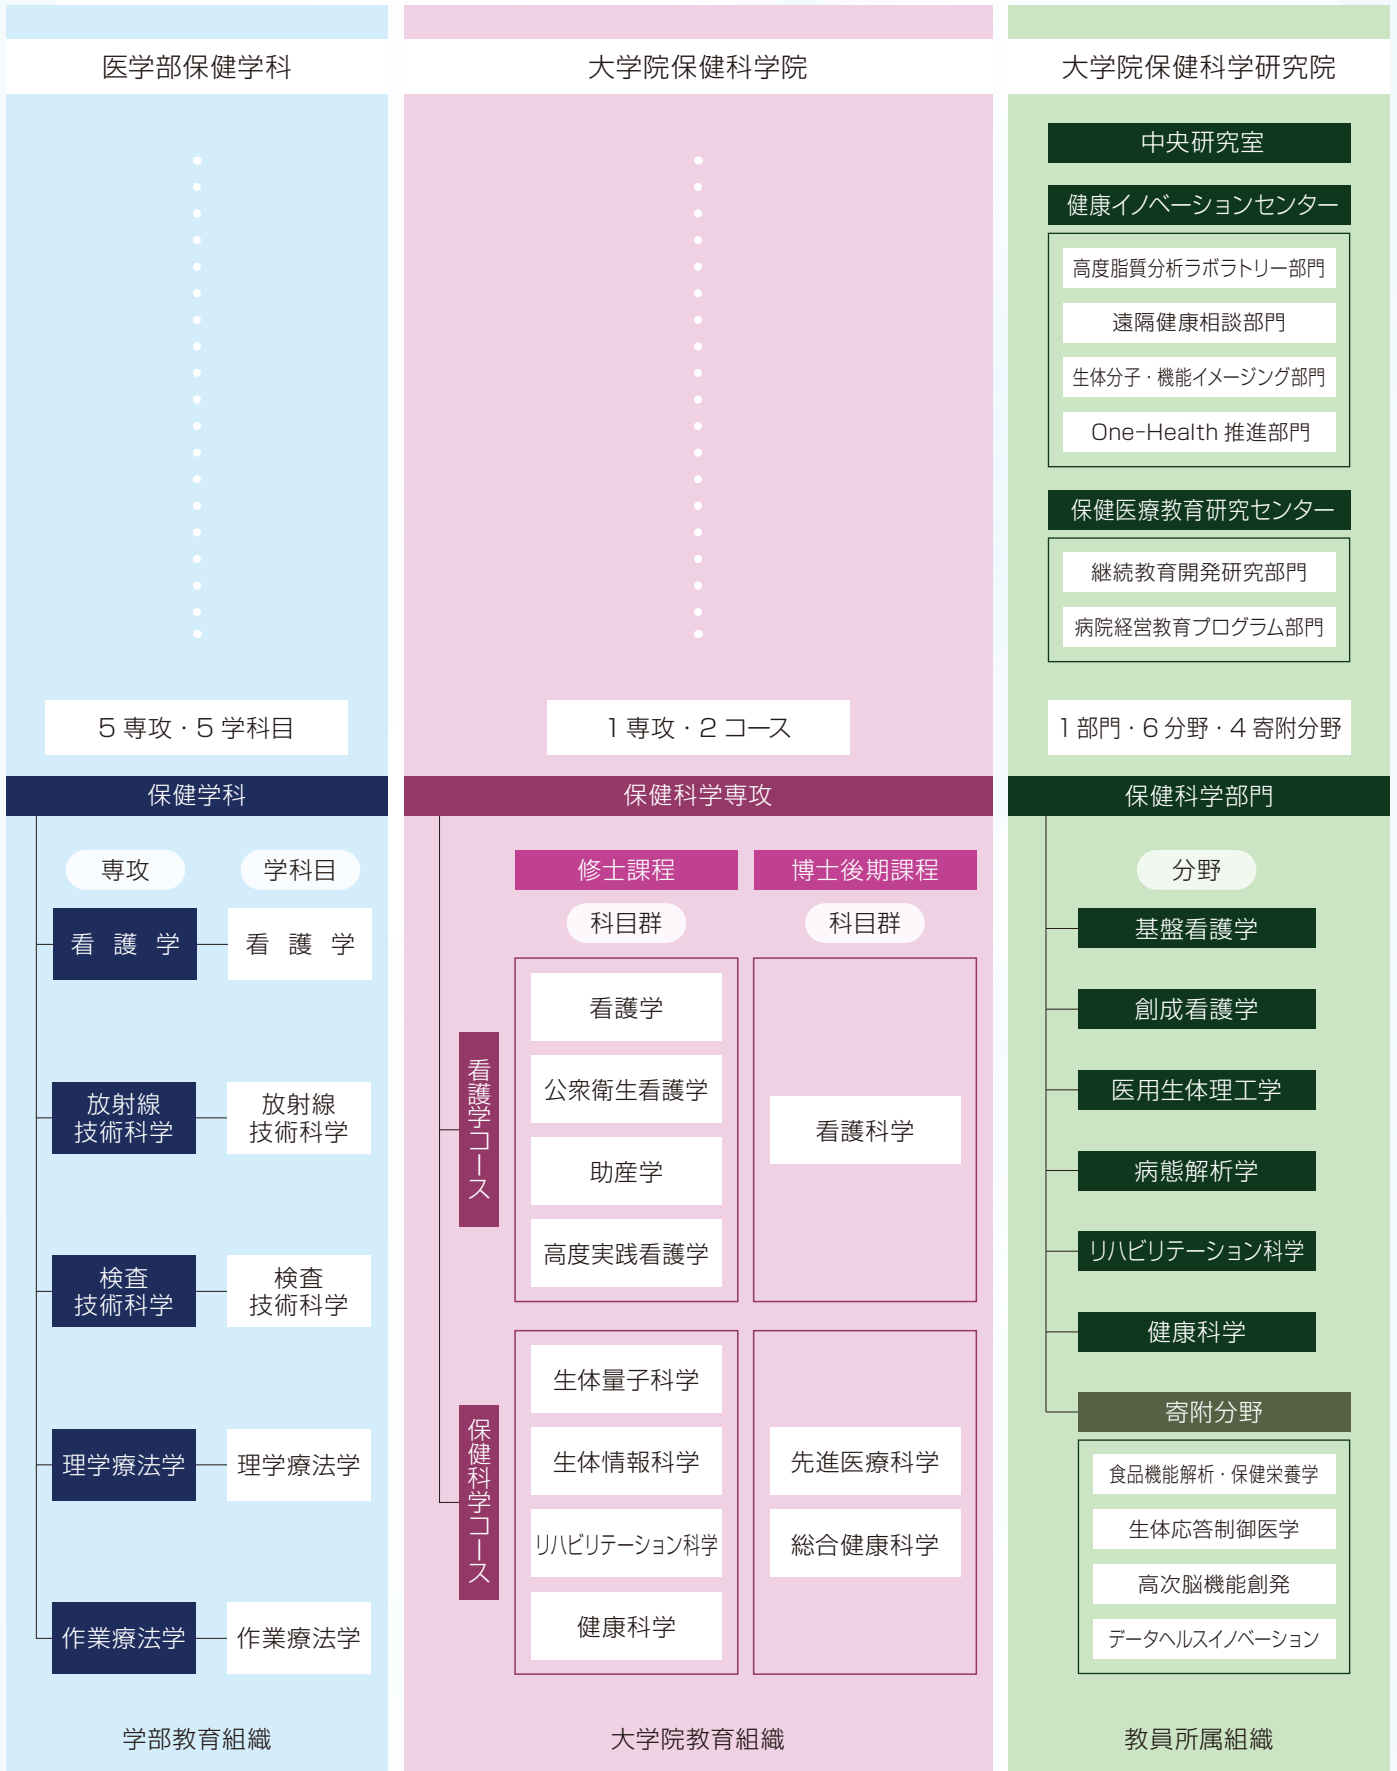 医学部保健学科
5 専攻・5 学科目
保健学科
専攻
学科目
看護学
看護学
放射線
技術科学
放射線
技術科学
検査
技術科学
検査
技術科学
理学療法学
理学療法学
作業療法学
作業療法学
学部教育組織
大学院保健科学院
1 専攻・2 コース
保健科学専攻
修士課程
博士後期課程
科目群
科目群
看護学コース
看護学
公衆衛生看護学
助産学
高度実践看護学
看護科学
保健科学コース
生体量子科学
生体情報科学
リハビリテーション科学
健康科学
先進医療科学
総合健康科学
大学院教育組織
大学院保健科学研究院
中央研究室
健康イノベーションセンター
高度脂質分析ラボラトリー部門
遠隔健康相談部門
生体分子・機能イメージング部門
One-Health 推進部門
保健医療教育研究センター
継続教育開発研究部門
病院経営教育プログラム部門
1 部門・6 分野・4 寄附分野
保健科学部門
分野
基盤看護学
創成看護学
医用生体理工学
病態解析学
リハビリテーション科学
健康科学
寄附分野
食品機能解析・保健栄養学
生体応答制御医学
高次脳機能創発
データヘルスイノベーション
教員所属組織